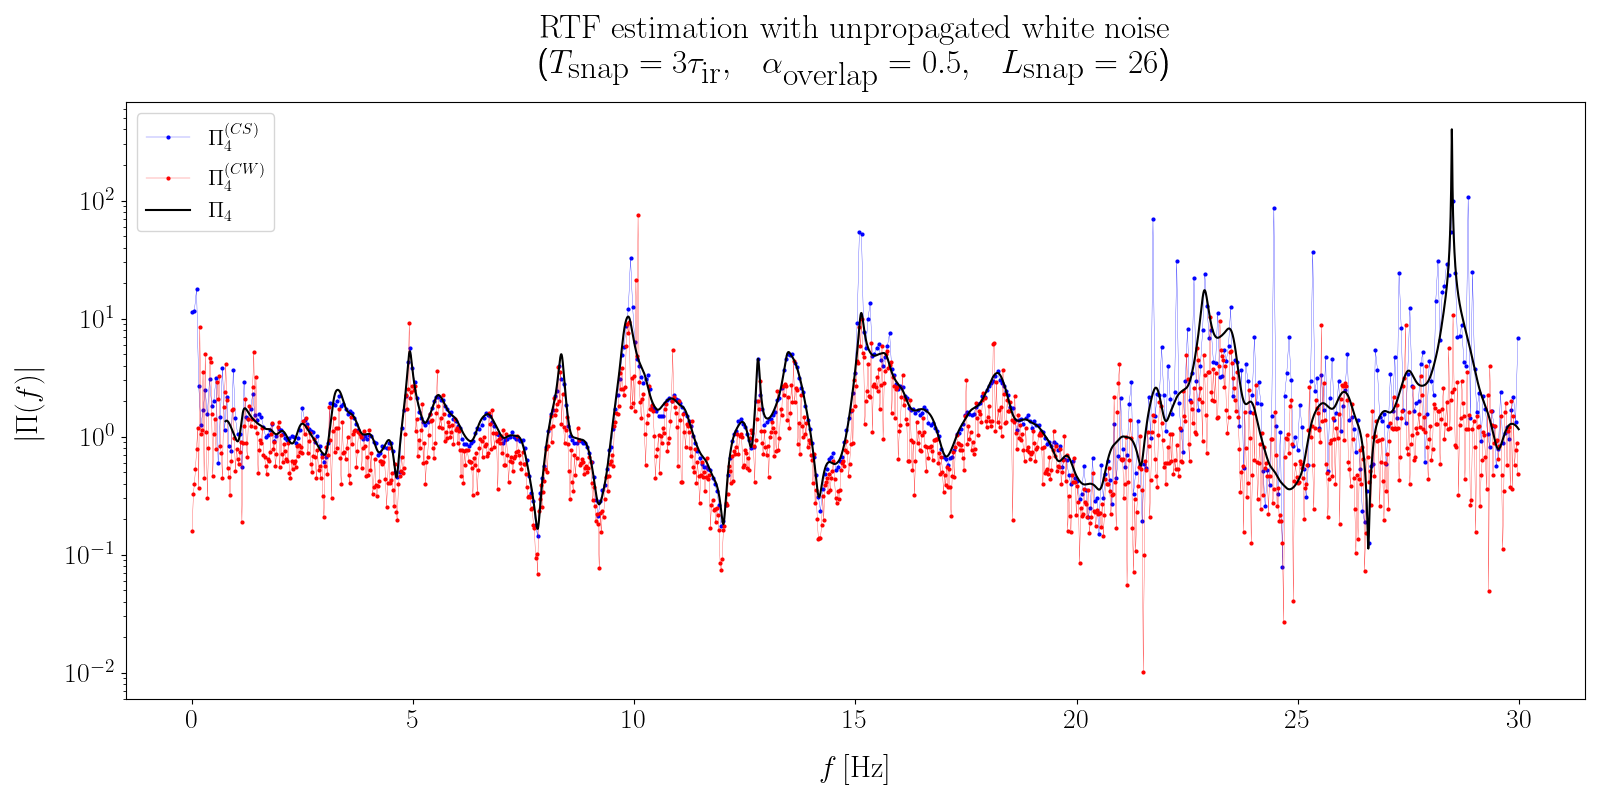 RTF estimation with unpropagated white noise
(T_snap = 3τ_ir,   α_overlap = 0.5,   L_snap = 26)
Π_4^(CS)
Π_4^(CW)
Π_4
|Π(f)|
10^2
10^1
10^0
10^−1
10^−2
0 5 10 15 20 25 30
f [Hz]